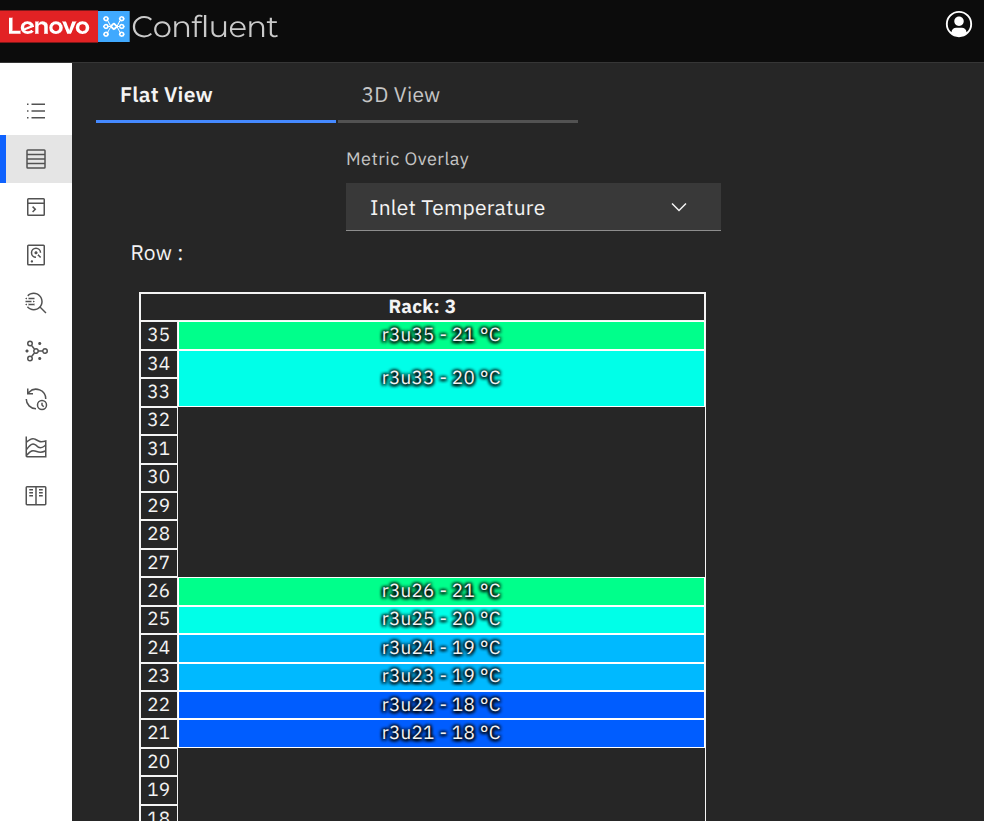 Lenovo Confluent
Flat View
3D View
Metric Overlay
Inlet Temperature
Row :
Rack: 3
35 r3u35 - 21 °C
34
r3u33 - 20 °C
33
32
31
30
29
28
27
26 r3u26 - 21 °C
25 r3u25 - 20 °C
24 r3u24 - 19 °C
23 r3u23 - 19 °C
22 r3u22 - 18 °C
21 r3u21 - 18 °C
20
19
18